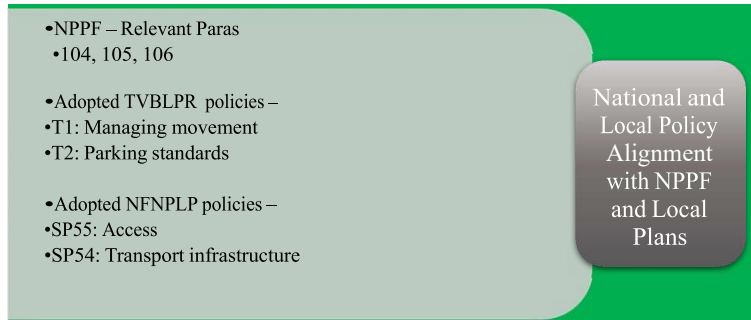 •NPPF – Relevant Paras
•104, 105, 106
•Adopted TVBLPR policies –
•T1: Managing movement
•T2: Parking standards
•Adopted NFNPLP policies –
•SP55: Access
•SP54: Transport infrastructure
National and
Local Policy
Alignment
with NPPF
and Local
Plans